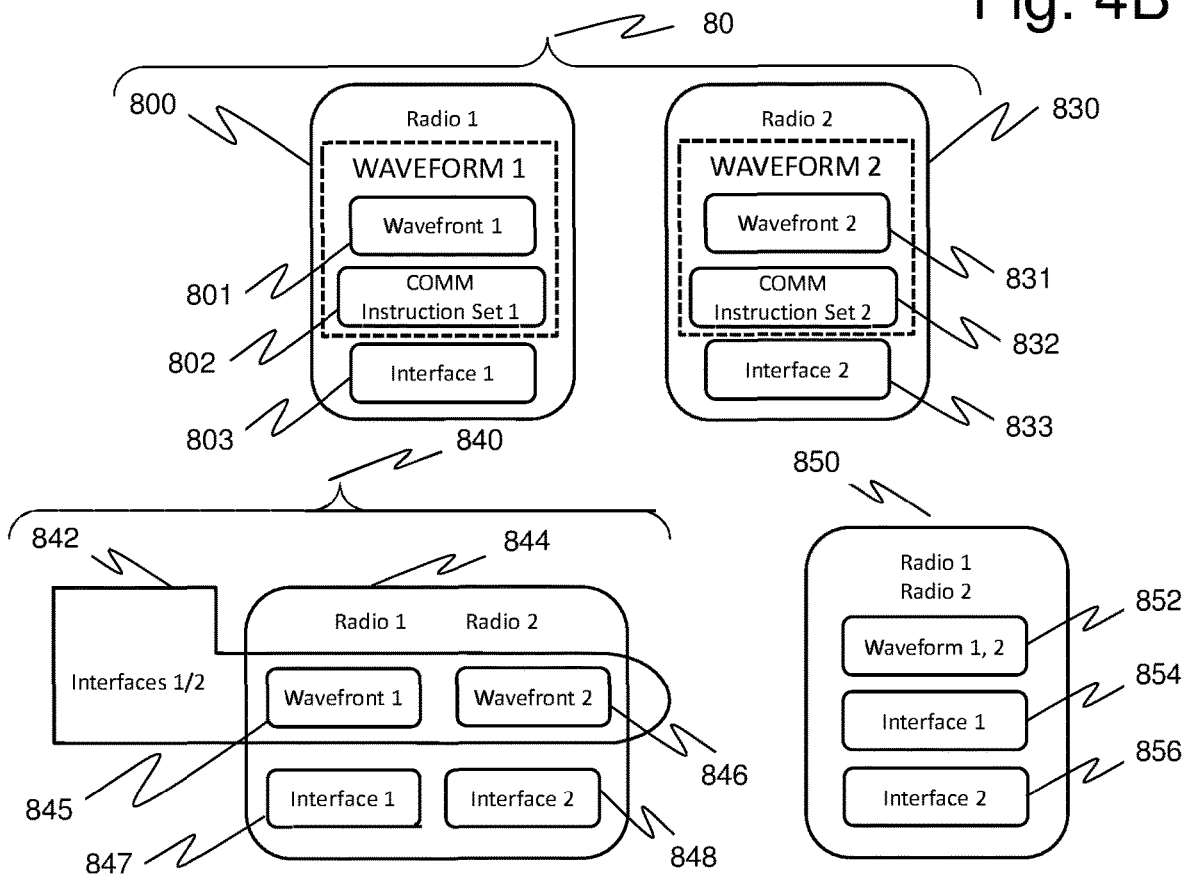 Fig. 4B
80
800
830
Radio 1
WAVEFORM 1
Wavefront 1
COMM
Instruction Set 1
Interface 1
801
802
803
Radio 2
WAVEFORM 2
Wavefront 2
COMM
Instruction Set 2
Interface 2
831
832
833
840
842
844
Interfaces 1/2
Radio 1
Radio 2
Wavefront 1
Wavefront 2
Interface 1
Interface 2
845
846
847
848
850
Radio 1
Radio 2
Waveform 1, 2
Interface 1
Interface 2
852
854
856